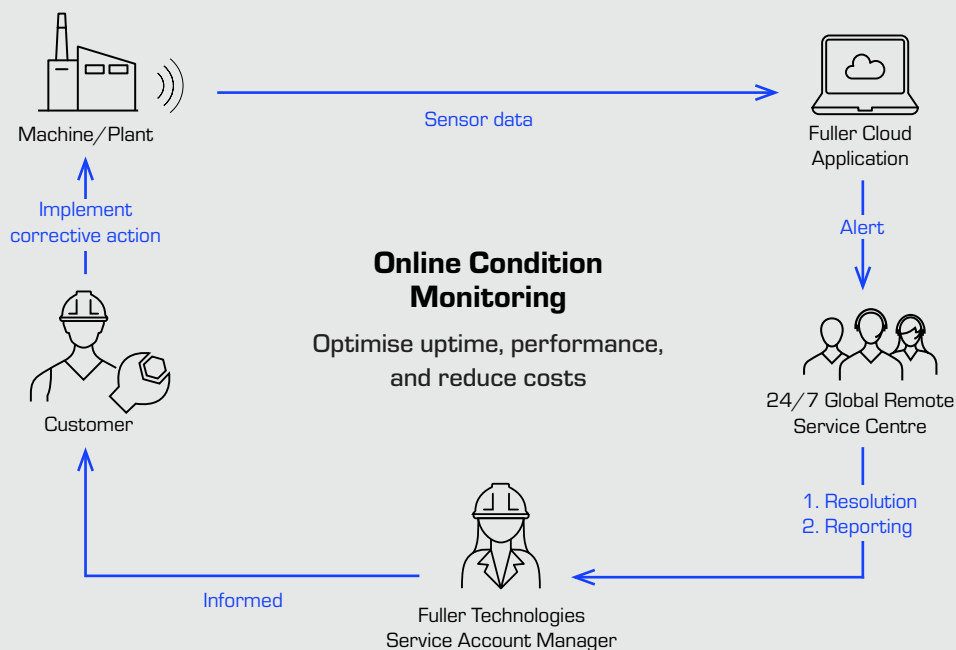 Machine/Plant
Sensor data
Fuller Cloud
Application
Implement
corrective action
Alert
Online Condition
Monitoring
Optimise uptime, performance,
and reduce costs
Customer
24/7 Global Remote
Service Centre
1. Resolution
2. Reporting
Informed
Fuller Technologies
Service Account Manager